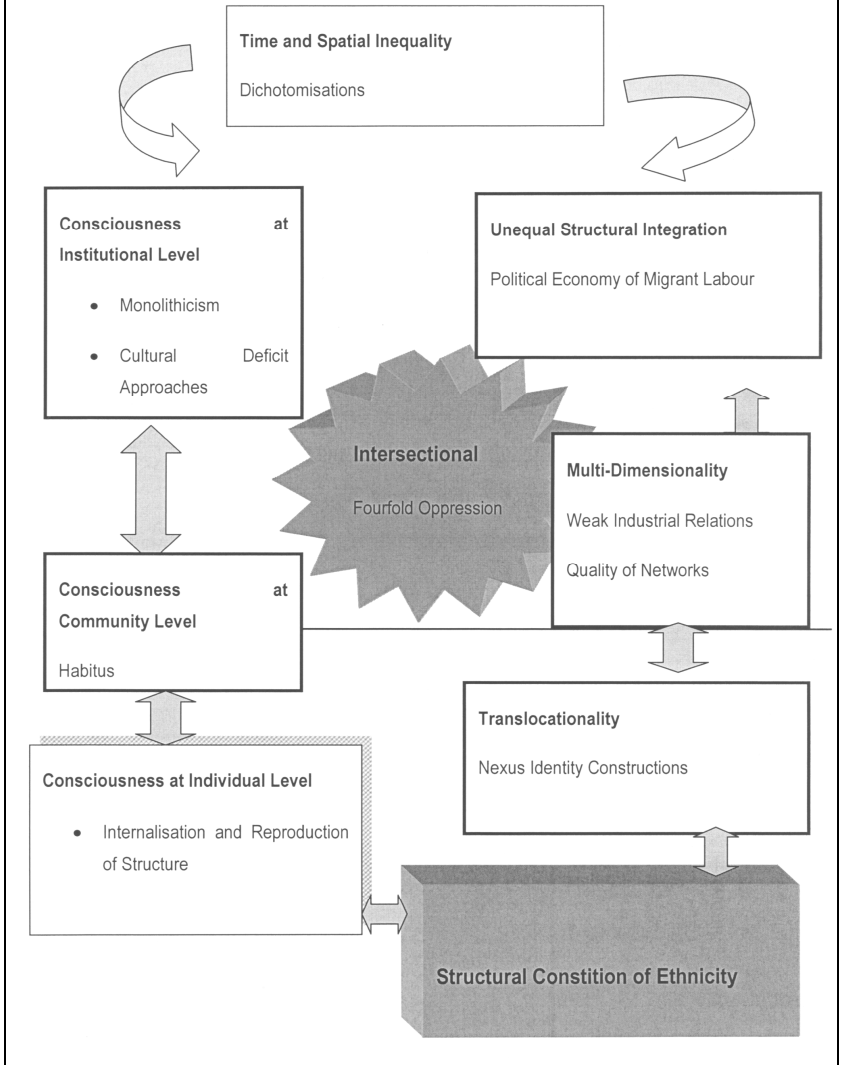 Time and Spatial Inequality
Dichotomisations
Consciousness at
Institutional Level
• Monolithicism
• Cultural Deficit
Approaches
Unequal Structural Integration
Political Economy of Migrant Labour
Intersectional
Fourfold Oppression
Multi-Dimensionality
Weak Industrial Relations
Quality of Networks
Consciousness at
Community Level
Habitus
Translocationality
Nexus Identity Constructions
Consciousness at Individual Level
• Internalisation and Reproduction
of Structure
Structural Constition of Ethnicity